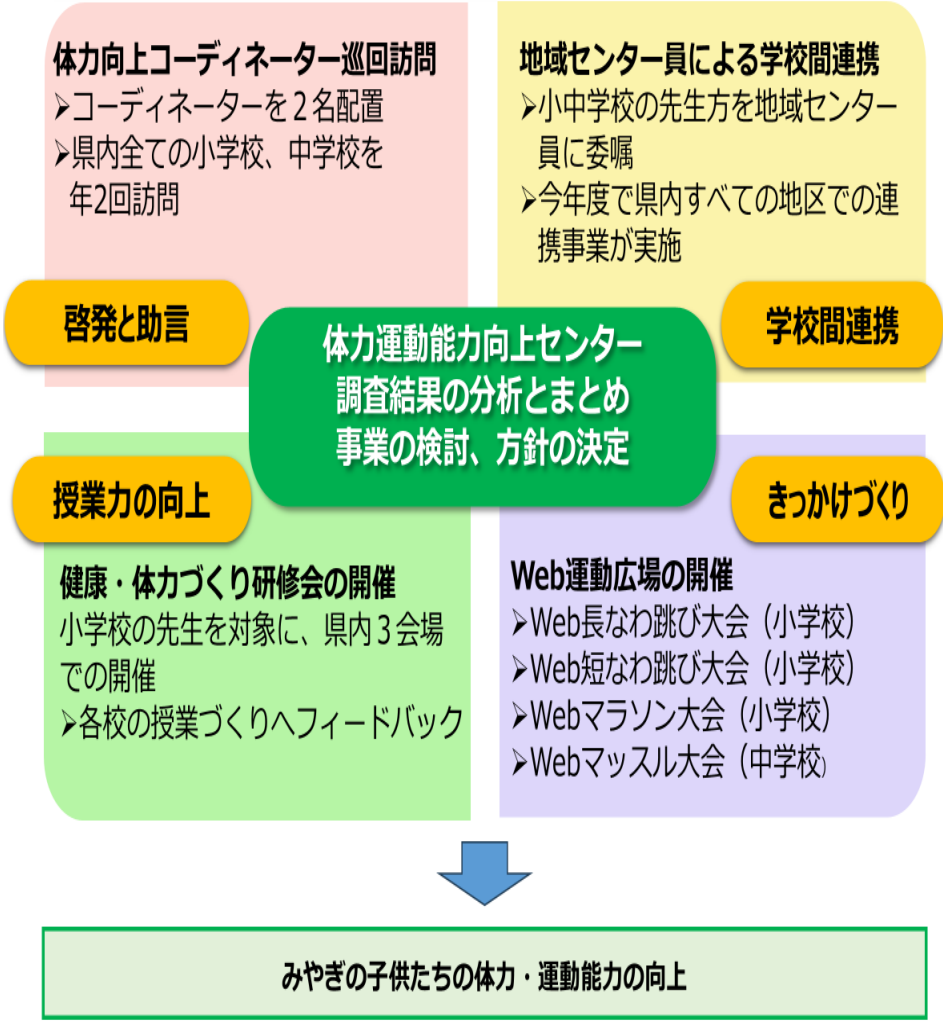 体力向上コーディネーター巡回訪問
➢コーディネーターを2名配置
➢県内全ての小学校、中学校を
年2回訪問
啓発と助言
地域センター員による学校間連携
➢小中学校の先生方を地域センター
員に委嘱
➢今年度で県内すべての地区での連
携事業が実施
学校間連携
体力運動能力向上センター
調査結果の分析とまとめ
事業の検討、方針の決定
授業力の向上
健康・体力づくり研修会の開催
小学校の先生を対象に、県内3会場
での開催
➢各校の授業づくりへフィードバック
きっかけづくり
Web運動広場の開催
➢Web長なわ跳び大会（小学校）
➢Web短なわ跳び大会（小学校）
➢Webマラソン大会（小学校）
➢Webマッスル大会（中学校）
みやぎの子供たちの体力・運動能力の向上